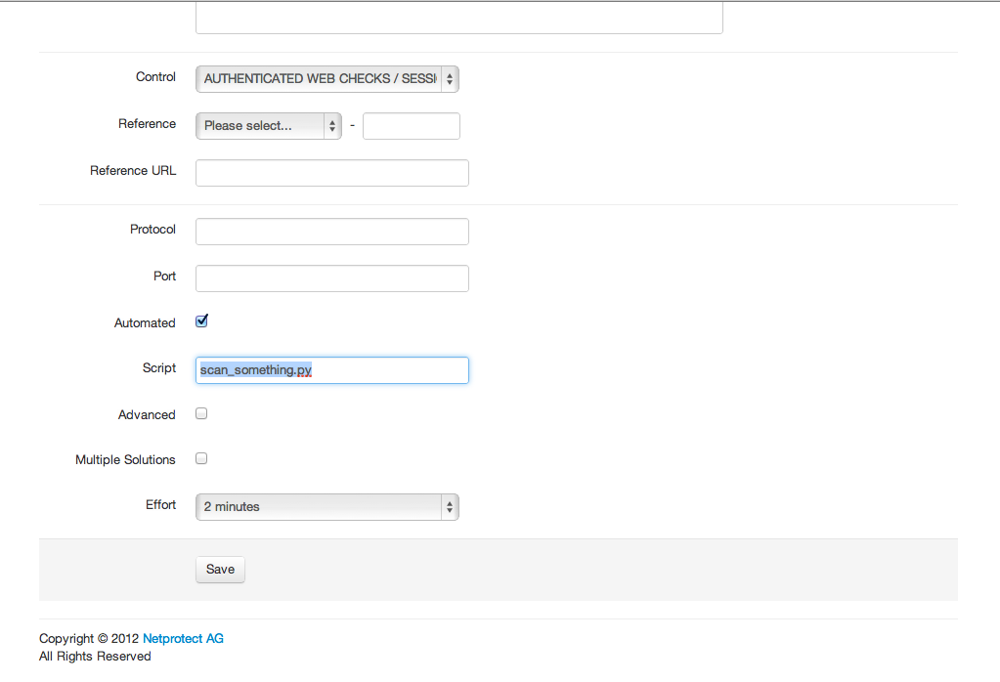 Control AUTHENTICATED WEB CHECKS / SESSI
Reference Please select... -
Reference URL
Protocol
Port
Automated
Script scan_something.py
Advanced
Multiple Solutions
Effort 2 minutes
Save
Copyright © 2012 Netprotect AG
All Rights Reserved